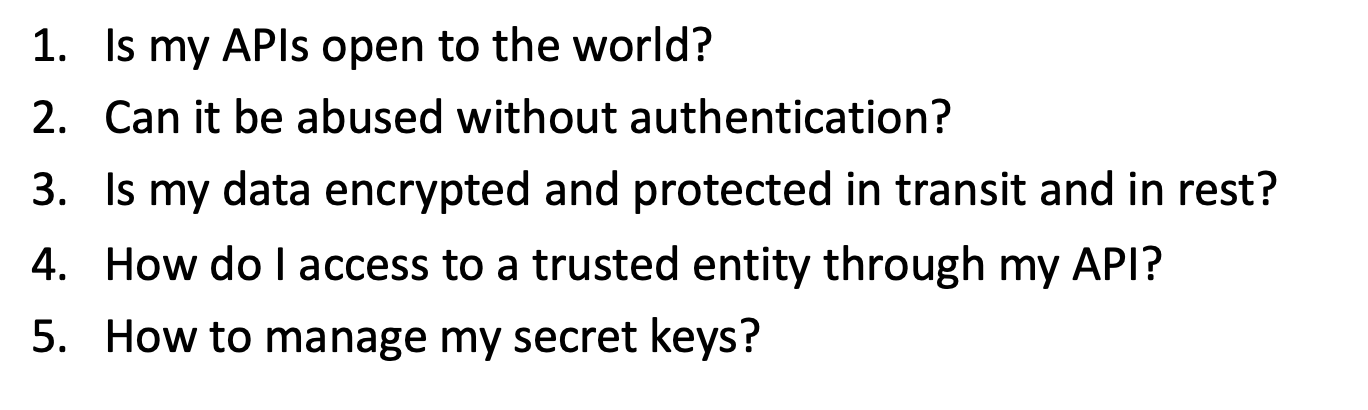 1. Is my APIs open to the world?
2. Can it be abused without authentication?
3. Is my data encrypted and protected in transit and in rest?
4. How do I access to a trusted entity through my API?
5. How to manage my secret keys?